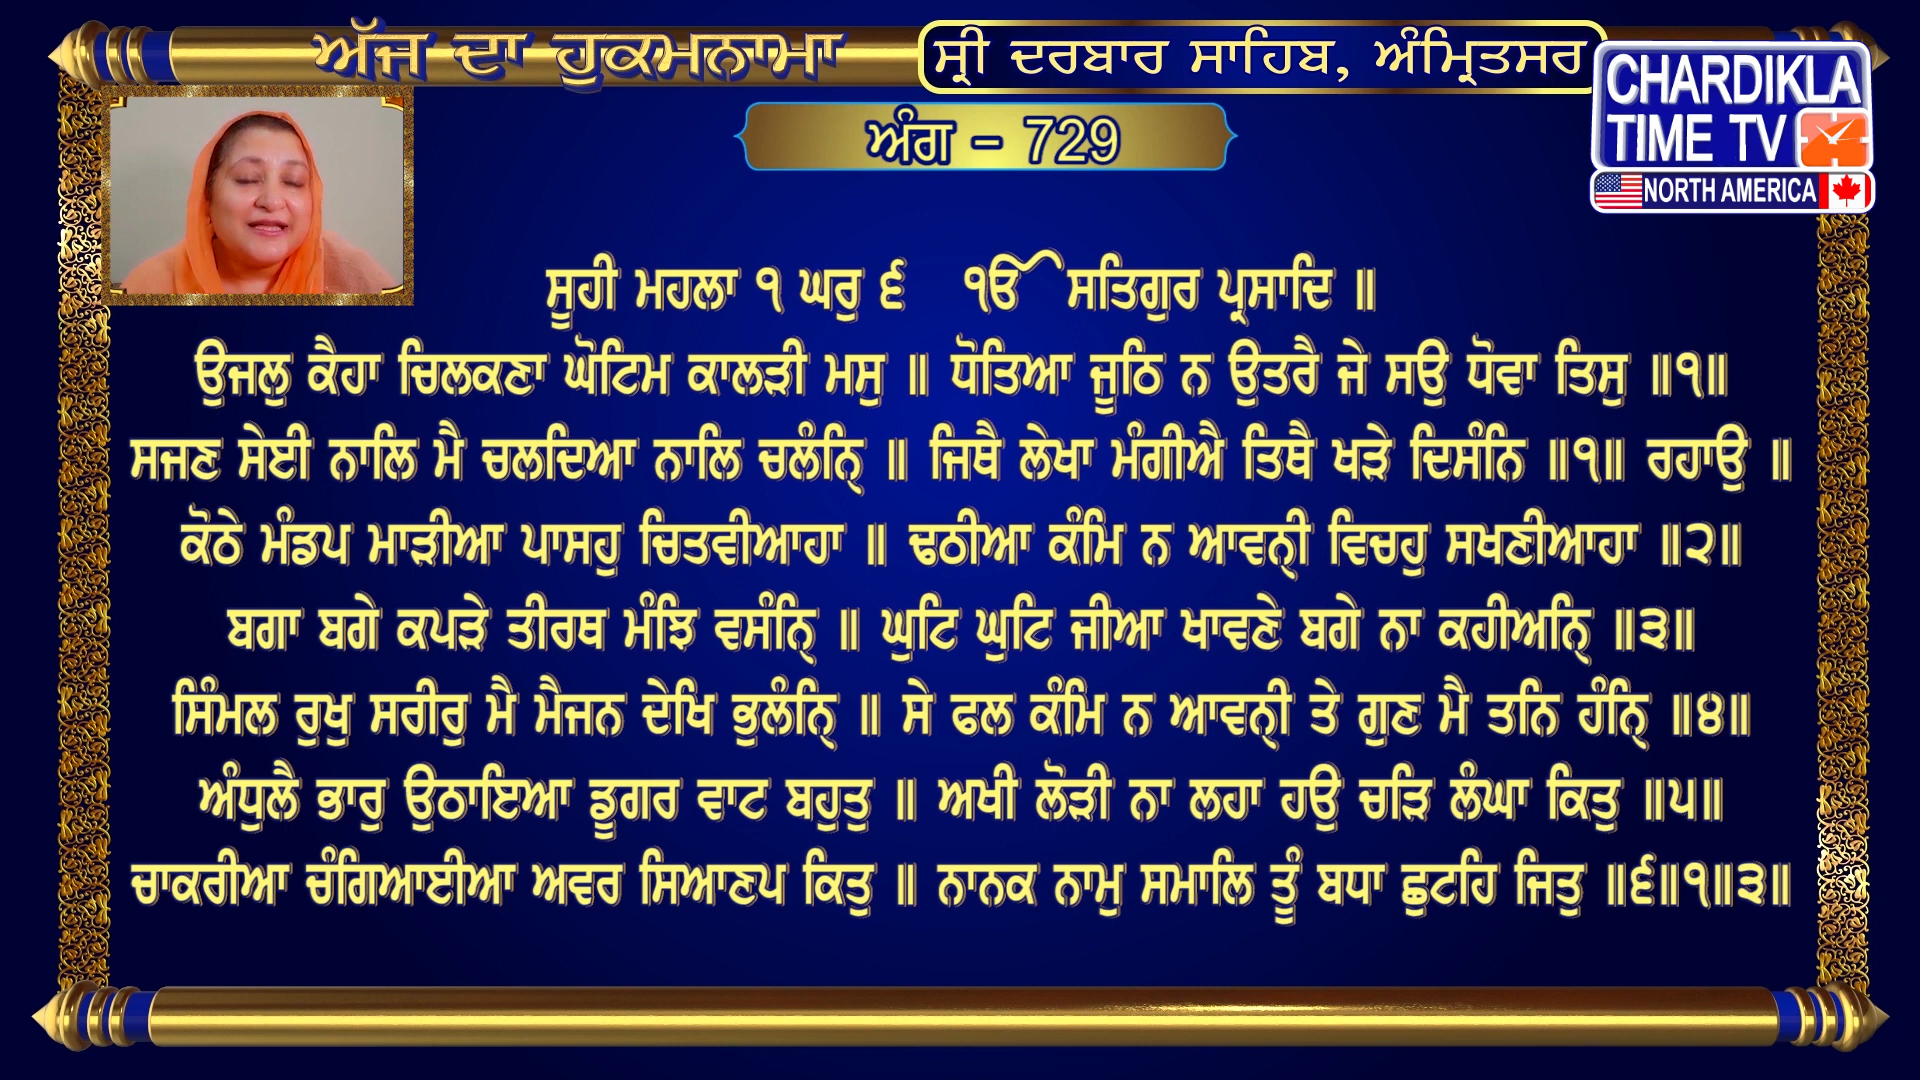 ਅੱਜ ਦਾ ਹੁਕਮਨਾਮਾ
ਸ੍ਰੀ ਦਰਬਾਰ ਸਾਹਿਬ, ਅੰਮ੍ਰਿਤਸਰ
CHARDIKLA
TIME TV
NORTH AMERICA
ਅੰਗ – 729
ਸੂਹੀ ਮਹਲਾ ੧ ਘਰੁ ੬ ੴ ਸਤਿਗੁਰ ਪ੍ਰਸਾਦਿ ॥
ਉਜਲੁ ਕੈਹਾ ਚਿਲਕਣਾ ਘੋਟਿਮ ਕਾਲੜੀ ਮਸੁ ॥ ਧੋਤਿਆ ਜੂਠਿ ਨ ਉਤਰੈ ਜੇ ਸਉ ਧੋਵਾ ਤਿਸੁ ॥੧॥
ਸਜਣ ਸੇਈ ਨਾਲਿ ਮੈ ਚਲਦਿਆ ਨਾਲਿ ਚਲੰਨ੍ਹਿ ॥ ਜਿਥੈ ਲੇਖਾ ਮੰਗੀਐ ਤਿਥੈ ਖੜੇ ਦਿਸੰਨਿ ॥੧॥ ਰਹਾਉ ॥
ਕੋਠੇ ਮੰਡਪ ਮਾੜੀਆ ਪਾਸਹੁ ਚਿਤਵੀਆਹਾ ॥ ਢਠੀਆ ਕੰਮਿ ਨ ਆਵਨ੍ਹੀ ਵਿਚਹੁ ਸਖਣੀਆਹਾ ॥੨॥
ਬਗਾ ਬਗੇ ਕਪੜੇ ਤੀਰਥ ਮੰਝਿ ਵਸੰਨ੍ਹਿ ॥ ਘੁਟਿ ਘੁਟਿ ਜੀਆ ਖਾਵਣੇ ਬਗੇ ਨਾ ਕਹੀਅਨ੍ਹਿ ॥੩॥
ਸਿੰਮਲ ਰੁਖੁ ਸਰੀਰੁ ਮੈ ਮੈਜਨ ਦੇਖਿ ਭੁਲੰਨ੍ਹਿ ॥ ਸੇ ਫਲ ਕੰਮਿ ਨ ਆਵਨ੍ਹੀ ਤੇ ਗੁਣ ਮੈ ਤਨਿ ਹੰਨ੍ਹਿ ॥੪॥
ਅੰਧੁਲੈ ਭਾਰੁ ਉਠਾਇਆ ਡੂਗਰ ਵਾਟ ਬਹੁਤੁ ॥ ਅਖੀ ਲੋੜੀ ਨਾ ਲਹਾ ਹਉ ਚੜਿ ਲੰਘਾ ਕਿਤੁ ॥੫॥
ਚਾਕਰੀਆ ਚੰਗਿਆਈਆ ਅਵਰ ਸਿਆਣਪ ਕਿਤੁ ॥ ਨਾਨਕ ਨਾਮੁ ਸਮਾਲਿ ਤੂੰ ਬਧਾ ਛੁਟਹਿ ਜਿਤੁ ॥੬॥੧॥੩॥